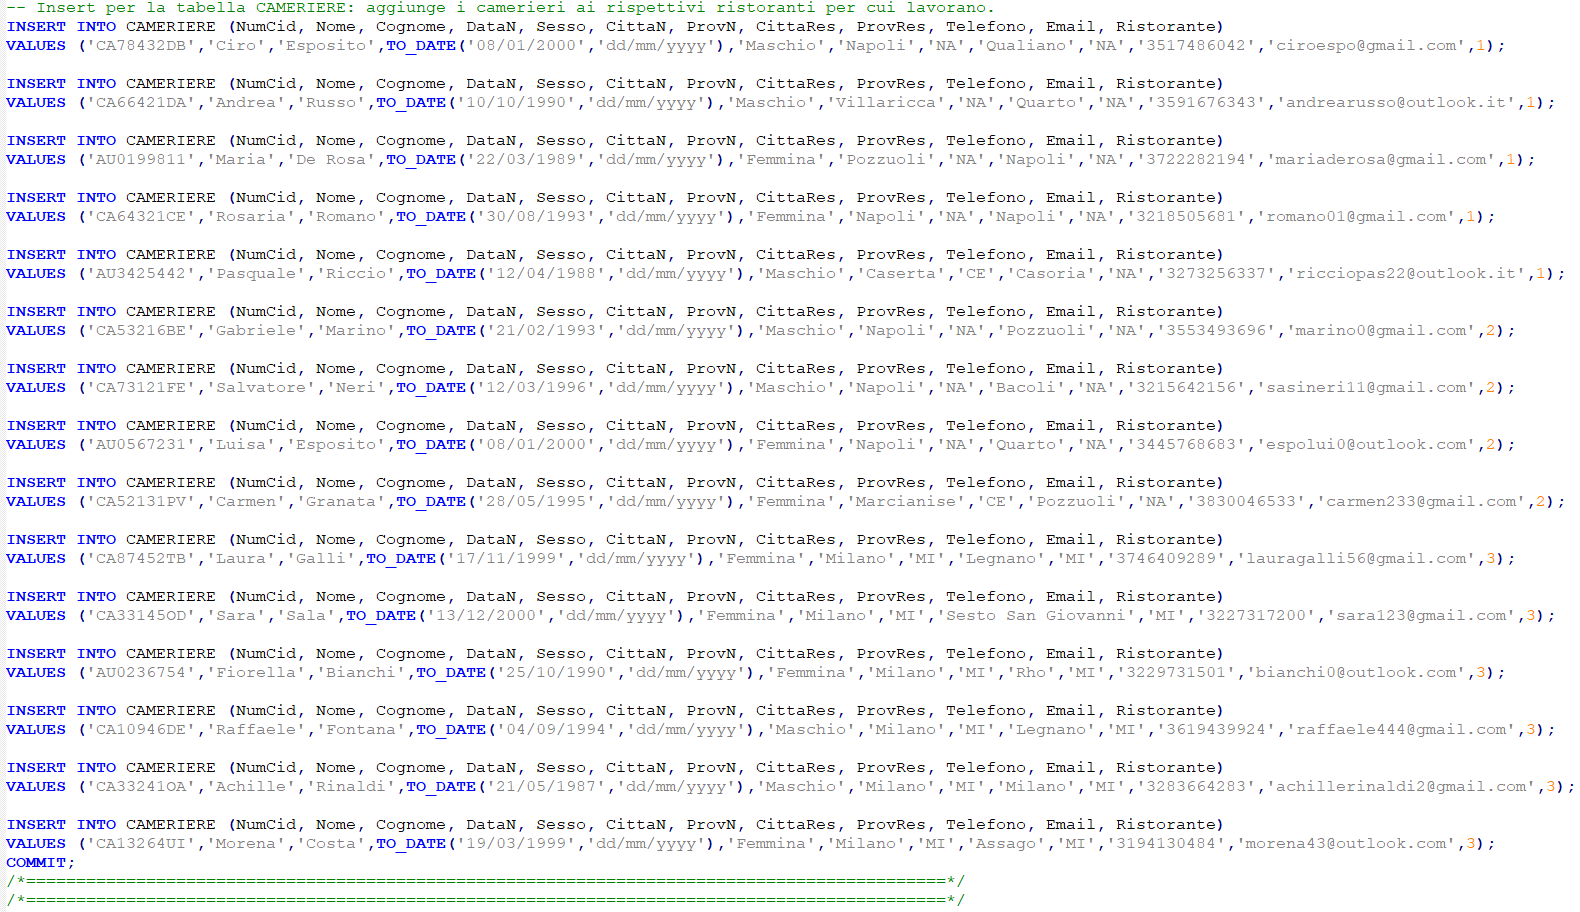 -- Insert per la tabella CAMERIERE: aggiunge i camerieri ai rispettivi ristoranti per cui lavorano.
INSERT INTO CAMERIERE (NumCid, Nome, Cognome, DataN, Sesso, CittaN, ProvN, CittaRes, ProvRes, Telefono, Email, Ristorante)
VALUES ('CA78432DB','Ciro','Esposito',TO_DATE('08/01/2000','dd/mm/yyyy'),'Maschio','Napoli','NA','Qualiano','NA','3517486042','ciroespo@gmail.com',1);
INSERT INTO CAMERIERE (NumCid, Nome, Cognome, DataN, Sesso, CittaN, ProvN, CittaRes, ProvRes, Telefono, Email, Ristorante)
VALUES ('CA66421DA','Andrea','Russo',TO_DATE('10/10/1990','dd/mm/yyyy'),'Maschio','Villaricca','NA','Quarto','NA','3591676343','andrearusso@outlook.it',1);
INSERT INTO CAMERIERE (NumCid, Nome, Cognome, DataN, Sesso, CittaN, ProvN, CittaRes, ProvRes, Telefono, Email, Ristorante)
VALUES ('AU0199811','Maria','De Rosa',TO_DATE('22/03/1989','dd/mm/yyyy'),'Femmina','Pozzuoli','NA','Napoli','NA','3722282194','mariaderosa@gmail.com',1);
INSERT INTO CAMERIERE (NumCid, Nome, Cognome, DataN, Sesso, CittaN, ProvN, CittaRes, ProvRes, Telefono, Email, Ristorante)
VALUES ('CA64321CE','Rosaria','Romano',TO_DATE('30/08/1993','dd/mm/yyyy'),'Femmina','Napoli','NA','Napoli','NA','3218505681','romano01@gmail.com',1);
INSERT INTO CAMERIERE (NumCid, Nome, Cognome, DataN, Sesso, CittaN, ProvN, CittaRes, ProvRes, Telefono, Email, Ristorante)
VALUES ('AU3425442','Pasquale','Riccio',TO_DATE('12/04/1988','dd/mm/yyyy'),'Maschio','Caserta','CE','Casoria','NA','3273256337','ricciopas22@outlook.it',1);
INSERT INTO CAMERIERE (NumCid, Nome, Cognome, DataN, Sesso, CittaN, ProvN, CittaRes, ProvRes, Telefono, Email, Ristorante)
VALUES ('CA53216BE','Gabriele','Marino',TO_DATE('21/02/1993','dd/mm/yyyy'),'Maschio','Napoli','NA','Pozzuoli','NA','3553493696','marino0@gmail.com',2);
INSERT INTO CAMERIERE (NumCid, Nome, Cognome, DataN, Sesso, CittaN, ProvN, CittaRes, ProvRes, Telefono, Email, Ristorante)
VALUES ('CA73121FE','Salvatore','Neri',TO_DATE('12/03/1996','dd/mm/yyyy'),'Maschio','Napoli','NA','Bacoli','NA','3215642156','sasineri11@gmail.com',2);
INSERT INTO CAMERIERE (NumCid, Nome, Cognome, DataN, Sesso, CittaN, ProvN, CittaRes, ProvRes, Telefono, Email, Ristorante)
VALUES ('AU0567231','Luisa','Esposito',TO_DATE('08/01/2000','dd/mm/yyyy'),'Femmina','Napoli','NA','Quarto','NA','3445768683','espolui0@outlook.com',2);
INSERT INTO CAMERIERE (NumCid, Nome, Cognome, DataN, Sesso, CittaN, ProvN, CittaRes, ProvRes, Telefono, Email, Ristorante)
VALUES ('CA52131PV','Carmen','Granata',TO_DATE('28/05/1995','dd/mm/yyyy'),'Femmina','Marcianise','CE','Pozzuoli','NA','3830046533','carmen233@gmail.com',2);
INSERT INTO CAMERIERE (NumCid, Nome, Cognome, DataN, Sesso, CittaN, ProvN, CittaRes, ProvRes, Telefono, Email, Ristorante)
VALUES ('CA87452TB','Laura','Galli',TO_DATE('17/11/1999','dd/mm/yyyy'),'Femmina','Milano','MI','Legnano','MI','3746409289','lauragalli56@gmail.com',3);
INSERT INTO CAMERIERE (NumCid, Nome, Cognome, DataN, Sesso, CittaN, ProvN, CittaRes, ProvRes, Telefono, Email, Ristorante)
VALUES ('CA33145OD','Sara','Sala',TO_DATE('13/12/2000','dd/mm/yyyy'),'Femmina','Milano','MI','Sesto San Giovanni','MI','3227317200','sara123@gmail.com',3);
INSERT INTO CAMERIERE (NumCid, Nome, Cognome, DataN, Sesso, CittaN, ProvN, CittaRes, ProvRes, Telefono, Email, Ristorante)
VALUES ('AU0236754','Fiorella','Bianchi',TO_DATE('25/10/1990','dd/mm/yyyy'),'Femmina','Milano','MI','Rho','MI','3229731501','bianchi0@outlook.com',3);
INSERT INTO CAMERIERE (NumCid, Nome, Cognome, DataN, Sesso, CittaN, ProvN, CittaRes, ProvRes, Telefono, Email, Ristorante)
VALUES ('CA10946DE','Raffaele','Fontana',TO_DATE('04/09/1994','dd/mm/yyyy'),'Maschio','Milano','MI','Legnano','MI','3619439924','raffaele444@gmail.com',3);
INSERT INTO CAMERIERE (NumCid, Nome, Cognome, DataN, Sesso, CittaN, ProvN, CittaRes, ProvRes, Telefono, Email, Ristorante)
VALUES ('CA33241OA','Achille','Rinaldi',TO_DATE('21/05/1987','dd/mm/yyyy'),'Maschio','Milano','MI','Milano','MI','3283664283','achillerinaldi2@gmail.com',3);
INSERT INTO CAMERIERE (NumCid, Nome, Cognome, DataN, Sesso, CittaN, ProvN, CittaRes, ProvRes, Telefono, Email, Ristorante)
VALUES ('CA13264UI','Morena','Costa',TO_DATE('19/03/1999','dd/mm/yyyy'),'Femmina','Milano','MI','Assago','MI','3194130484','morena43@outlook.com',3);
COMMIT;
/*============================================================================================*/
/*============================================================================================*/